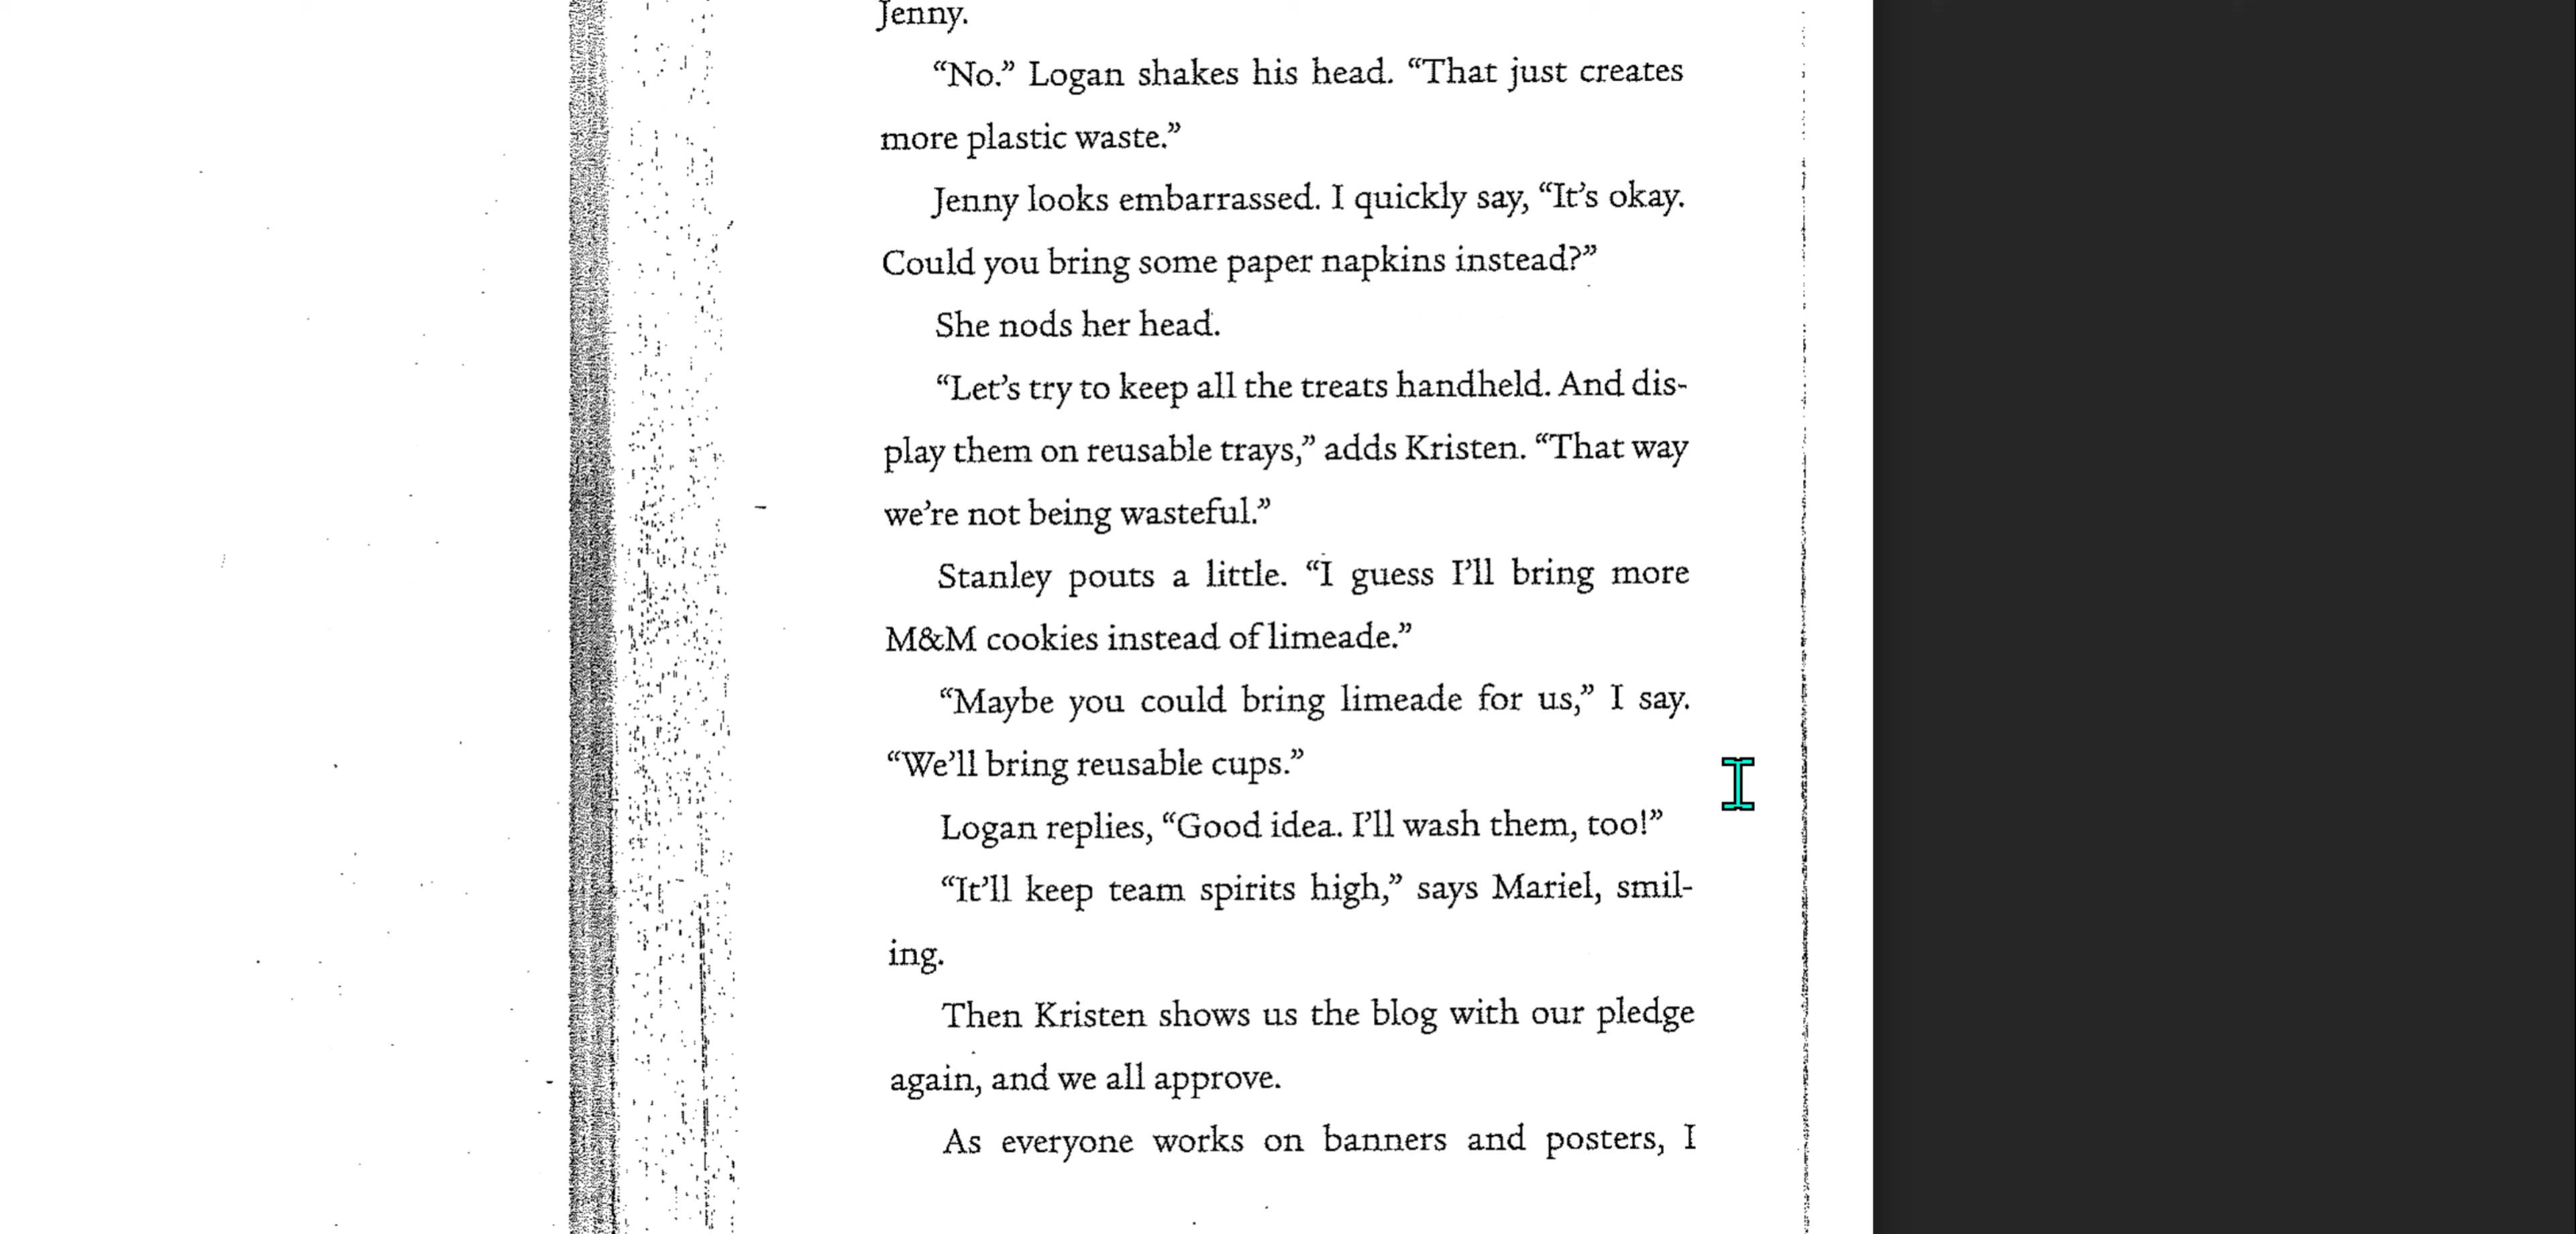 Jenny.
“No.” Logan shakes his head. “That just creates
more plastic waste.”
Jenny looks embarrassed. I quickly say, “It’s okay.
Could you bring some paper napkins instead?”
She nods her head.
“Let’s try to keep all the treats handheld. And dis-
play them on reusable trays,” adds Kristen. “That way
we’re not being wasteful.”
Stanley pouts a little. “I guess I’ll bring more
M&M cookies instead of limeade.”
“Maybe you could bring limeade for us,” I say.
“We’ll bring reusable cups.”
Logan replies, “Good idea. I’ll wash them, too!”
“It’ll keep team spirits high,” says Mariel, smil-
ing.
Then Kristen shows us the blog with our pledge
again, and we all approve.
As everyone works on banners and posters, I